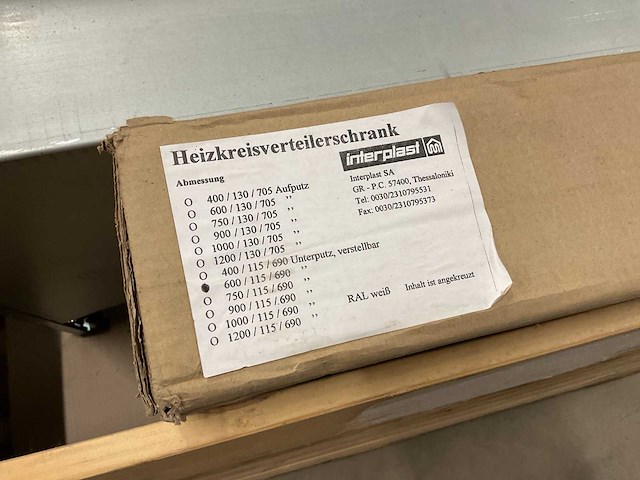 Heizkreisverteilerschrank
interplast
Abmessung
Interplast SA
GR - P.C. 57400, Thessaloniki
Tel: 0030/2310795531
Fax: 0030/2310795373
O 400 / 130 / 705 Aufputz
O 600 / 130 / 705 ,,
O 750 / 130 / 705 ,,
O 900 / 130 / 705 ,,
O 1000 / 130 / 705 ,,
O 1200 / 130 / 705 ,,
O 400 / 115 / 690 Unterputz, verstellbar
● 600 / 115 / 690 ,,
O 750 / 115 / 690 ,,
O 900 / 115 / 690 ,,
O 1000 / 115 / 690 ,,
O 1200 / 115 / 690 ,,
RAL weiß Inhalt ist angekreuzt